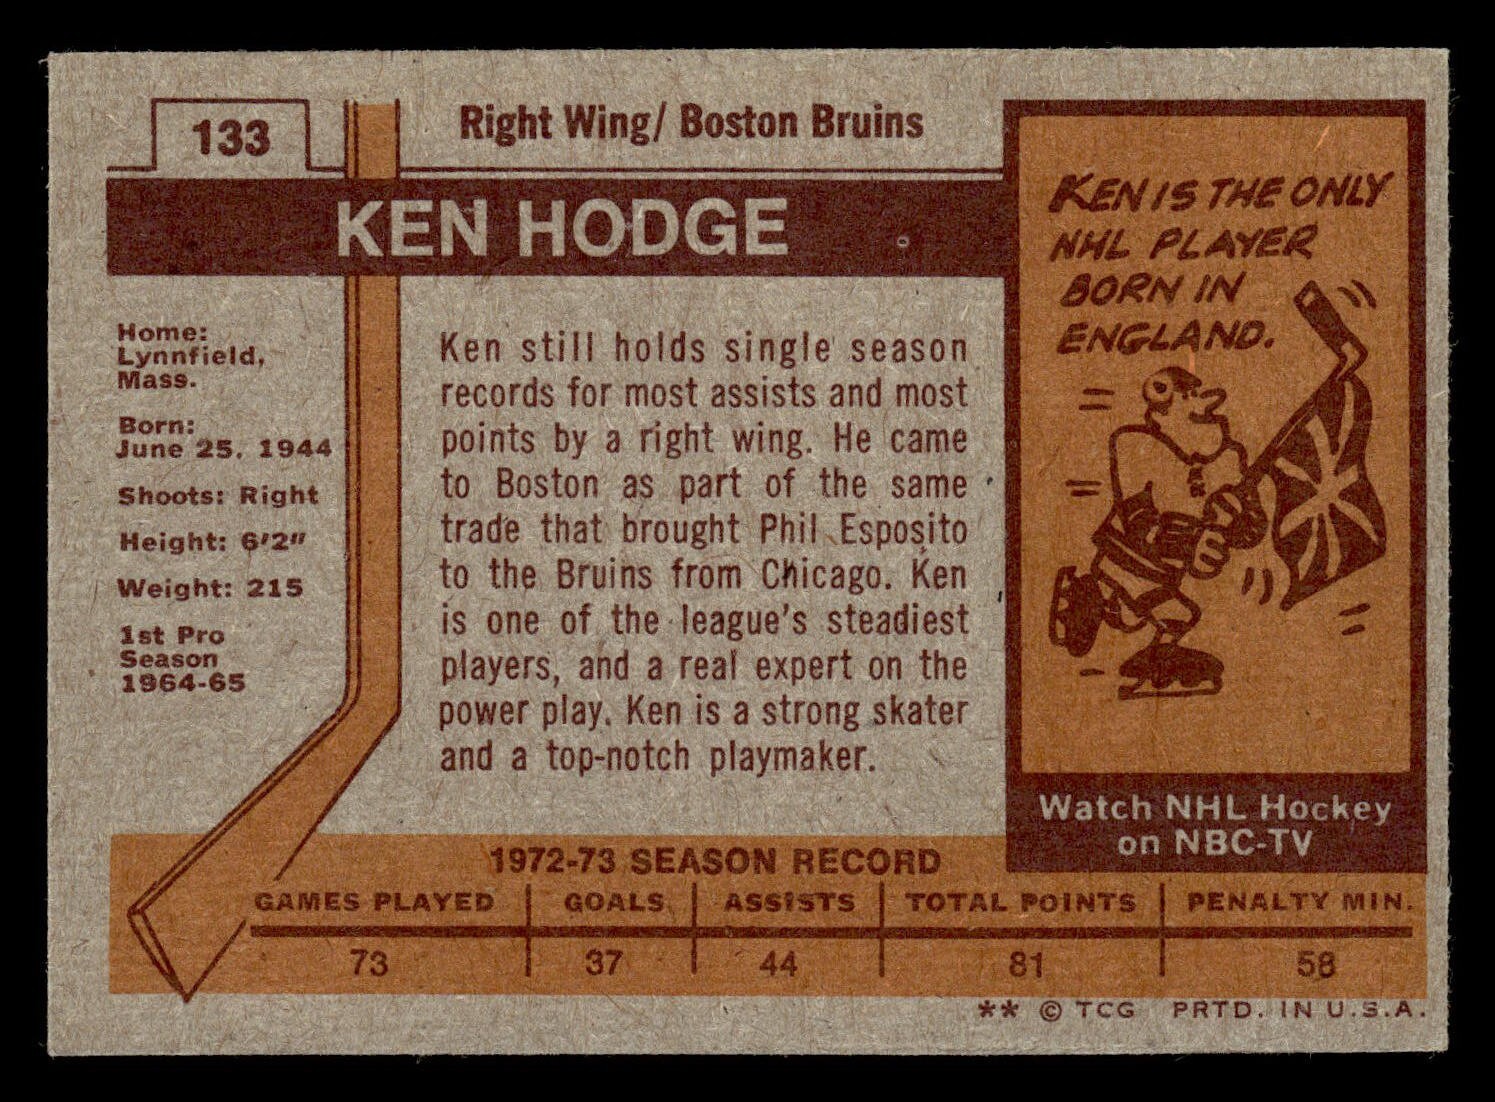 133
Right Wing/ Boston Bruins
KEN HODGE
Home:
Lynnfield,
Mass.
Born:
June 25, 1944
Shoots: Right
Height: 6'2"
Weight: 215
1st Pro
Season
1964-65
Ken still holds single season
records for most assists and most
points by a right wing. He came
to Boston as part of the same
trade that brought Phil Esposito
to the Bruins from Chicago. Ken
is one of the league's steadiest
players, and a real expert on the
power play. Ken is a strong skater
and a top-notch playmaker.
KEN IS THE ONLY
NHL PLAYER
BORN IN
ENGLAND.
Watch NHL Hockey
on NBC-TV
1972-73 SEASON RECORD
GAMES PLAYED GOALS ASSISTS TOTAL POINTS PENALTY MIN.
73 37 44 81 58
** © TCG PRTD. IN U.S.A.